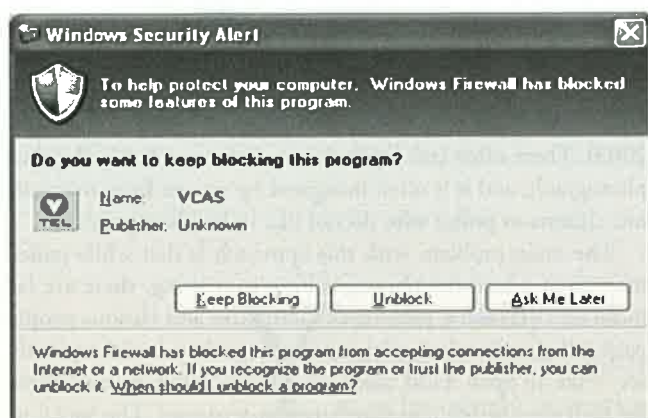 Windows Security Alert
To help protect your computer, Windows Firewall has blocked
some features of this program.
Do you want to keep blocking this program?
TEL
Name: VCAS
Publisher: Unknown
Keep Blocking
Unblock
Ask Me Later
Windows Firewall has blocked this program from accepting connections from the
Internet or a network. If you recognize the program or trust the publisher, you can
unblock it. When should I unblock a program?